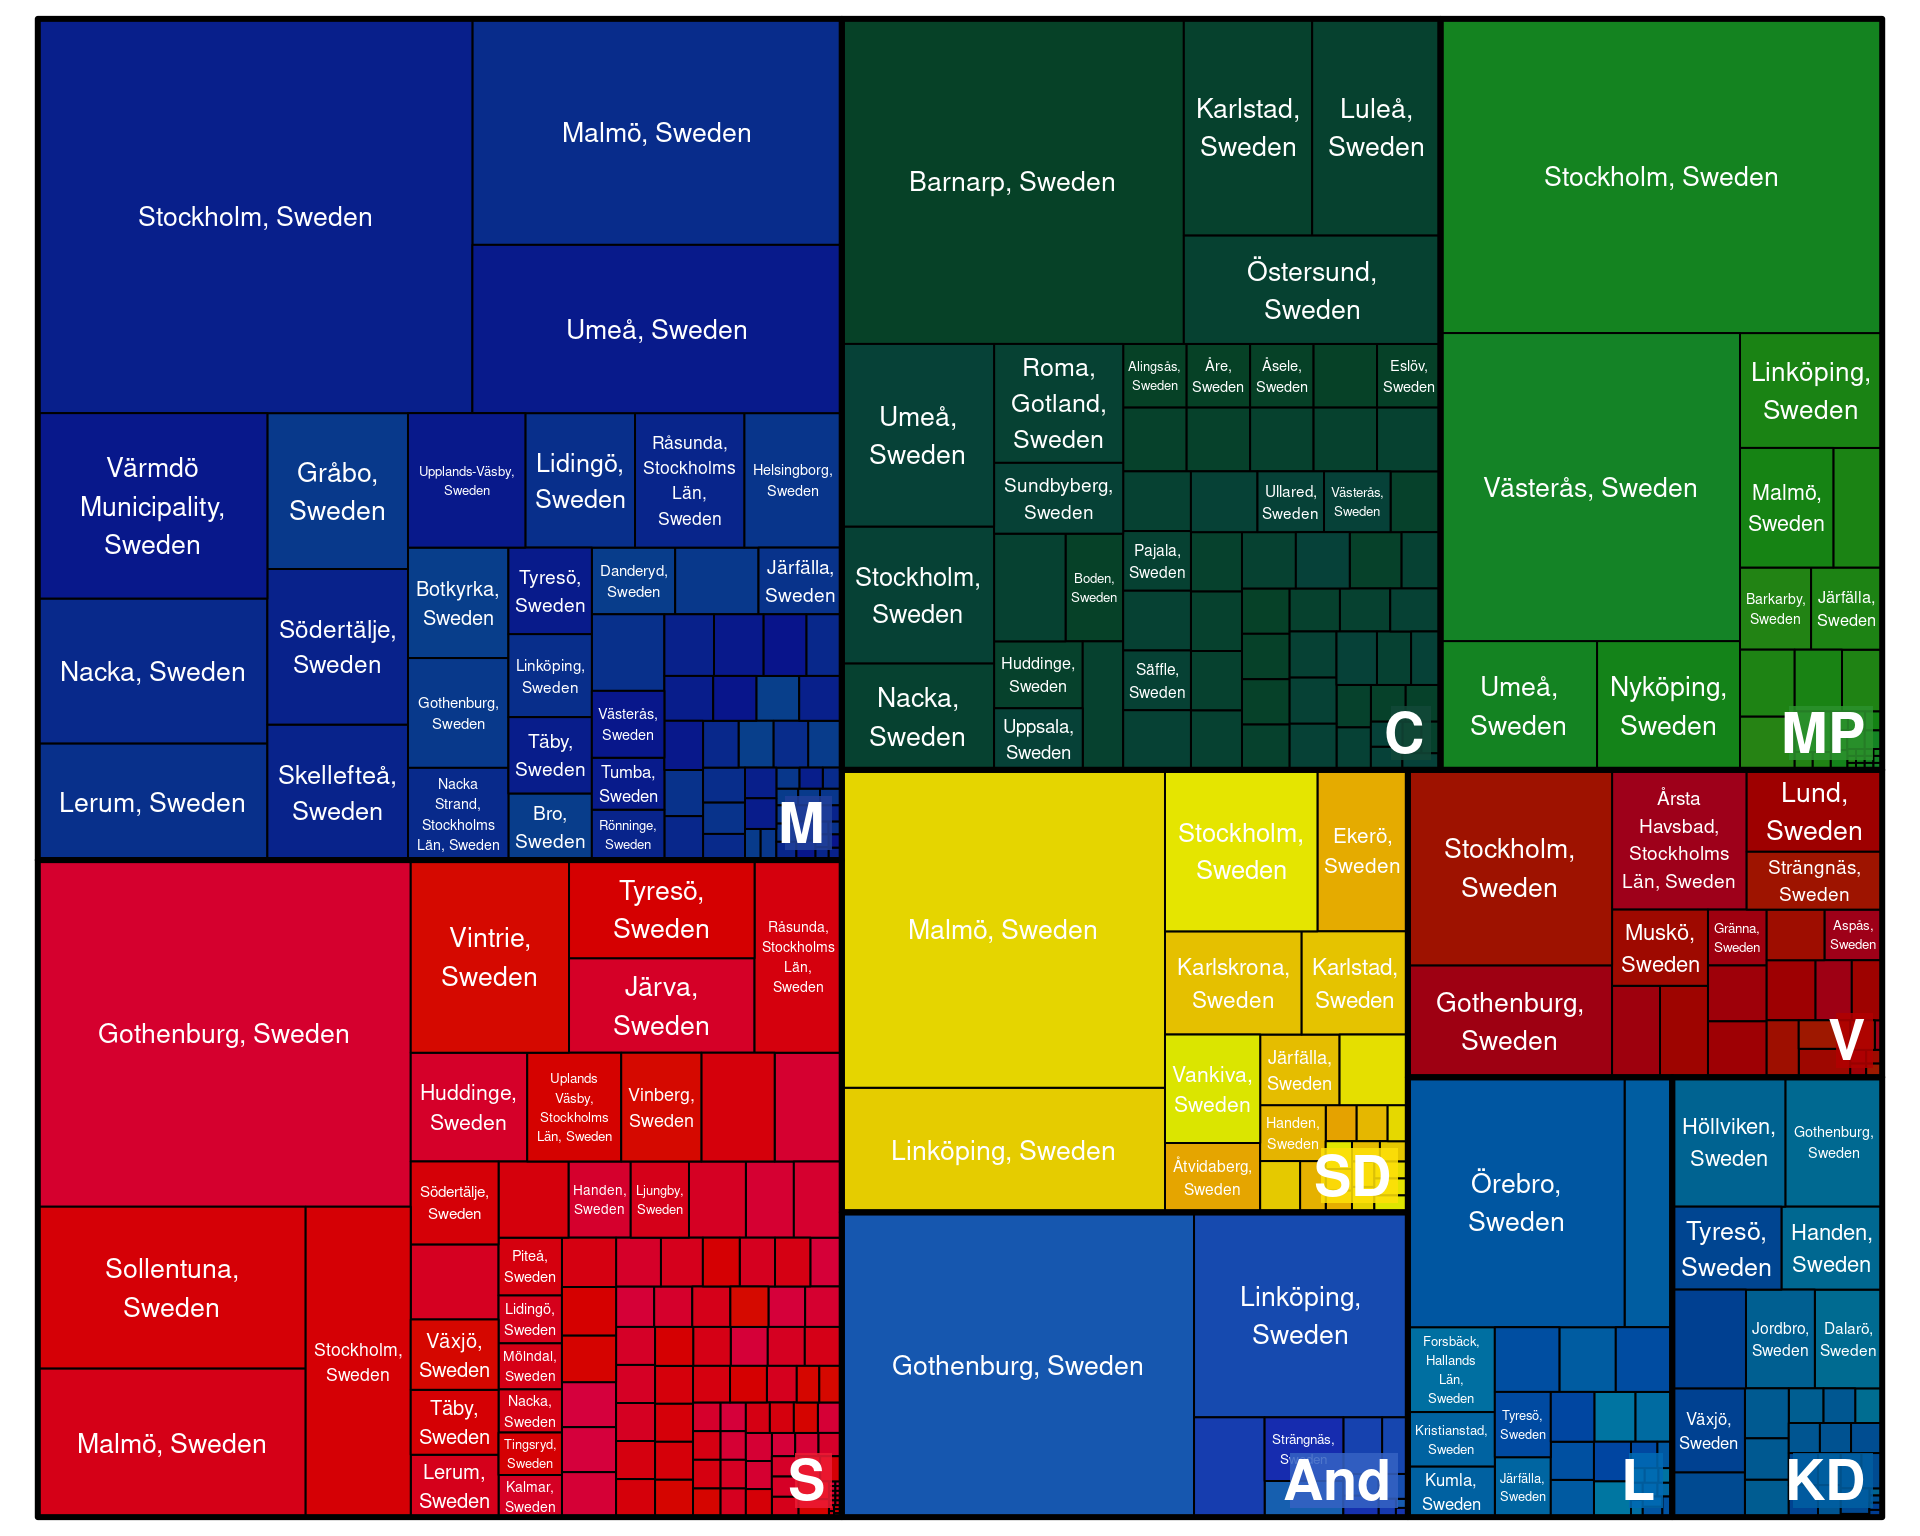 Stockholm, Sweden
Malmö, Sweden
Umeå, Sweden
Värmdö
Municipality,
Sweden
Gråbo,
Sweden
Upplands-Väsby,
Sweden
Lidingö,
Sweden
Råsunda,
Stockholms
Län,
Sweden
Helsingborg,
Sweden
Nacka, Sweden
Södertälje,
Sweden
Botkyrka,
Sweden
Tyresö,
Sweden
Danderyd,
Sweden
Järfälla,
Sweden
Gothenburg,
Sweden
Linköping,
Sweden
Västerås,
Sweden
Lerum, Sweden
Skellefteå,
Sweden
Nacka
Strand,
Stockholms
Län, Sweden
Täby,
Sweden
Bro,
Sweden
Tumba,
Sweden
Rönninge,
Sweden
M
Barnarp, Sweden
Karlstad,
Sweden
Luleå,
Sweden
Östersund,
Sweden
Umeå,
Sweden
Roma,
Gotland,
Sweden
Alingsås,
Sweden
Åre,
Sweden
Åsele,
Sweden
Eslöv,
Sweden
Sundbyberg,
Sweden
Ullared,
Sweden
Västerås,
Sweden
Stockholm,
Sweden
Boden,
Sweden
Pajala,
Sweden
Nacka,
Sweden
Huddinge,
Sweden
Säffle,
Sweden
Uppsala,
Sweden
C
Stockholm, Sweden
Västerås, Sweden
Linköping,
Sweden
Malmö,
Sweden
Barkarby,
Sweden
Järfälla,
Sweden
Umeå,
Sweden
Nyköping,
Sweden
MP
Gothenburg, Sweden
Vintrie,
Sweden
Tyresö,
Sweden
Järva,
Sweden
Råsunda,
Stockholms
Län,
Sweden
Huddinge,
Sweden
Uplands
Väsby,
Stockholms
Län, Sweden
Vinberg,
Sweden
Sollentuna,
Sweden
Stockholm,
Sweden
Malmö, Sweden
Södertälje,
Sweden
Handen,
Sweden
Ljungby,
Sweden
Piteå,
Sweden
Lidingö,
Sweden
Växjö,
Sweden
Mölndal,
Sweden
Täby,
Sweden
Nacka,
Sweden
Tingsryd,
Sweden
Lerum,
Sweden
Kalmar,
Sweden
S
Malmö, Sweden
Stockholm,
Sweden
Ekerö,
Sweden
Karlskrona,
Sweden
Karlstad,
Sweden
Linköping, Sweden
Vankiva,
Sweden
Järfälla,
Sweden
Handen,
Sweden
Åtvidaberg,
Sweden
SD
Stockholm,
Sweden
Årsta
Havsbad,
Stockholms
Län, Sweden
Lund,
Sweden
Strängnäs,
Sweden
Gothenburg,
Sweden
Muskö,
Sweden
Gränna,
Sweden
Aspås,
Sweden
V
Gothenburg, Sweden
Linköping,
Sweden
Strängnäs,
Sweden
And
Örebro,
Sweden
Forsbäck,
Hallands
Län,
Sweden
Kristianstad,
Sweden
Tyresö,
Sweden
Kumla,
Sweden
Järfälla,
Sweden
L
Höllviken,
Sweden
Gothenburg,
Sweden
Tyresö,
Sweden
Handen,
Sweden
Jordbro,
Sweden
Dalarö,
Sweden
Växjö,
Sweden
KD